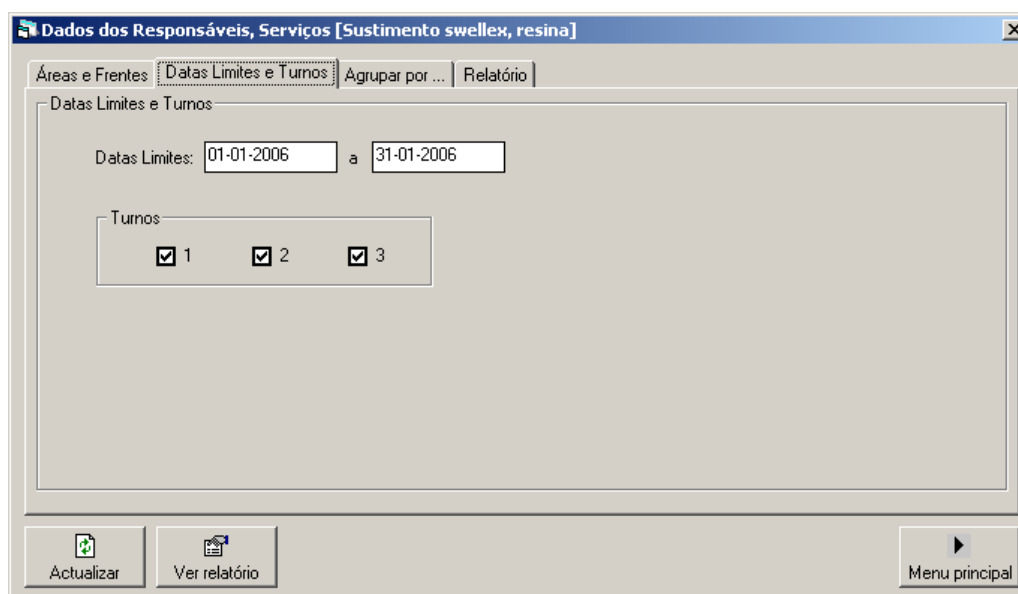 Dados dos Responsáveis, Serviços [Sustimento swellex, resina]
Áreas e Frentes Datas Limites e Turnos Agrupar por ... Relatório
Datas Limites e Turnos
Datas Limites: 01-01-2006 a 31-01-2006
Turnos
1 2 3
Actualizar Ver relatório Menu principal